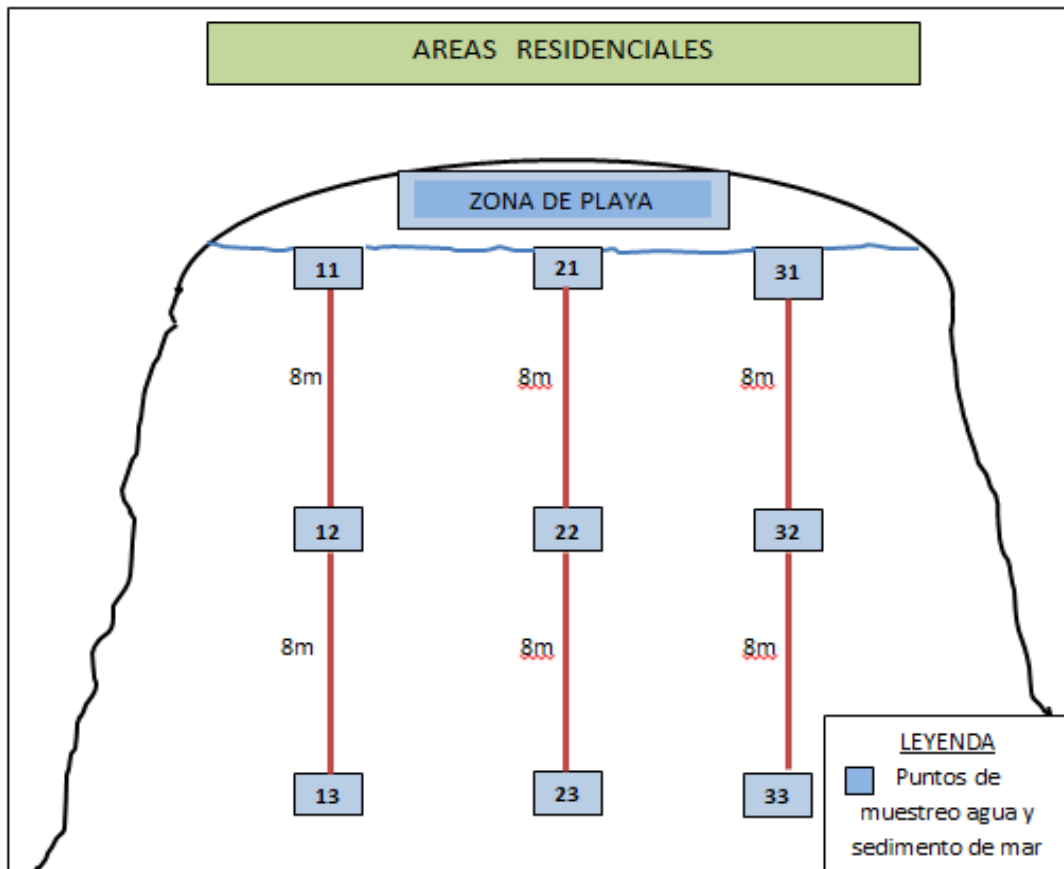 AREAS RESIDENCIALES
ZONA DE PLAYA
11 21 31
8m 8m 8m
12 22 32
8m 8m 8m
13 23 33
LEYENDA
Puntos de
muestreo agua y
sedimento de mar